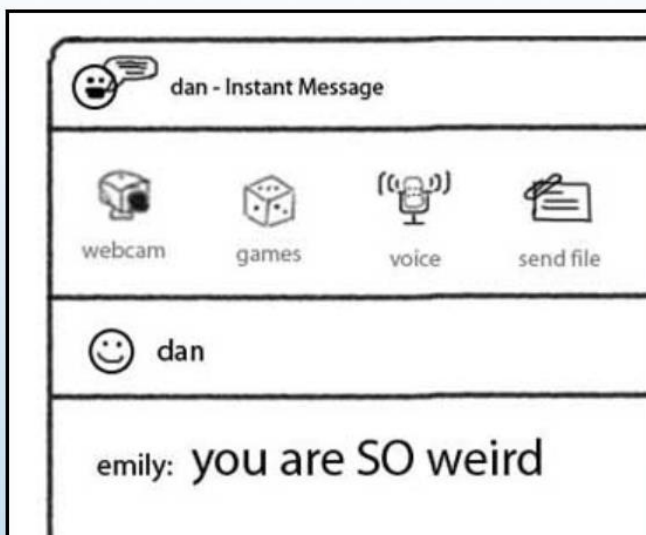 dan - Instant Message
webcam games voice send file
dan
emily: you are SO weird